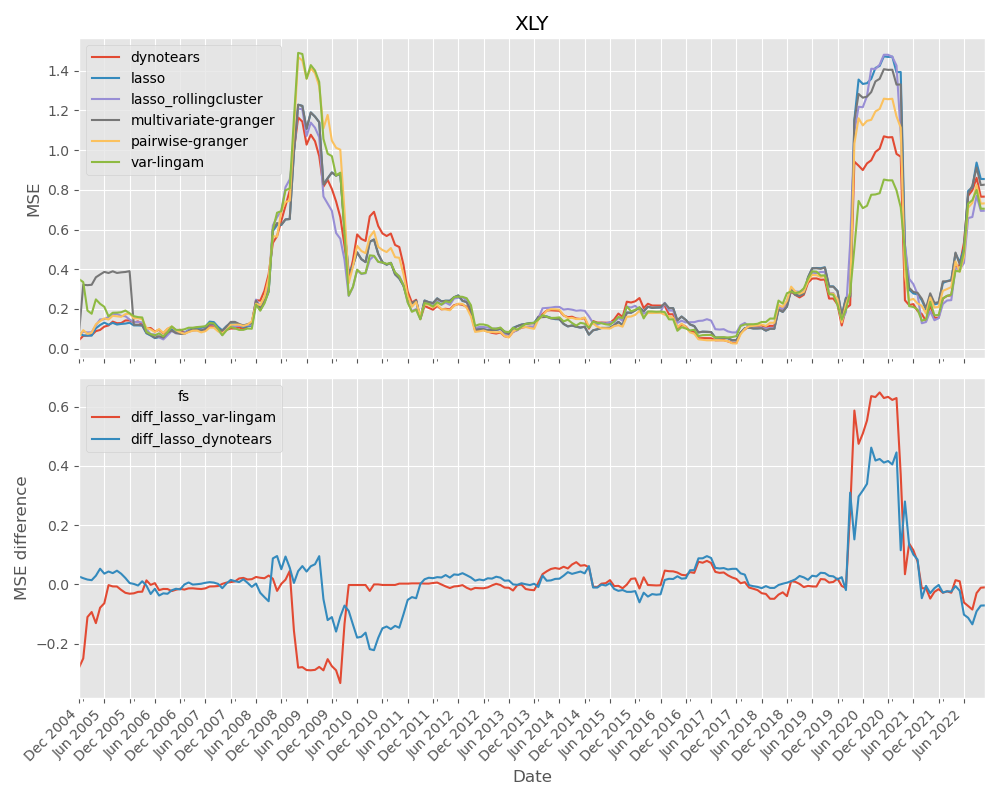 XLY
dynotears
lasso
lasso_rollingcluster
multivariate-granger
pairwise-granger
var-lingam
MSE
1.4
1.2
1.0
0.8
0.6
0.4
0.2
0.0
fs
diff_lasso_var-lingam
diff_lasso_dynotears
MSE difference
0.6
0.4
0.2
0.0
−0.2
Dec 2004
Jun 2005
Dec 2005
Jun 2006
Dec 2006
Jun 2007
Dec 2007
Jun 2008
Dec 2008
Jun 2009
Dec 2009
Jun 2010
Dec 2010
Jun 2011
Dec 2011
Jun 2012
Dec 2012
Jun 2013
Dec 2013
Jun 2014
Dec 2014
Jun 2015
Dec 2015
Jun 2016
Dec 2016
Jun 2017
Dec 2017
Jun 2018
Dec 2018
Jun 2019
Dec 2019
Jun 2020
Dec 2020
Jun 2021
Dec 2021
Jun 2022
Date